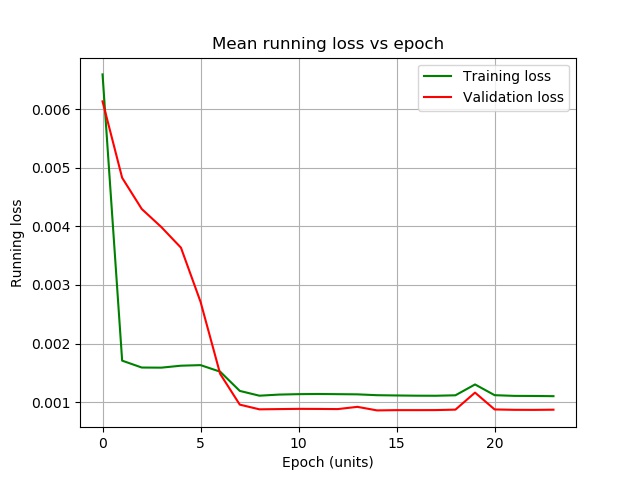 Mean running loss vs epoch
Training loss
Validation loss
0.006
0.005
0.004
0.003
0.002
0.001
Running loss
0 5 10 15 20
Epoch (units)